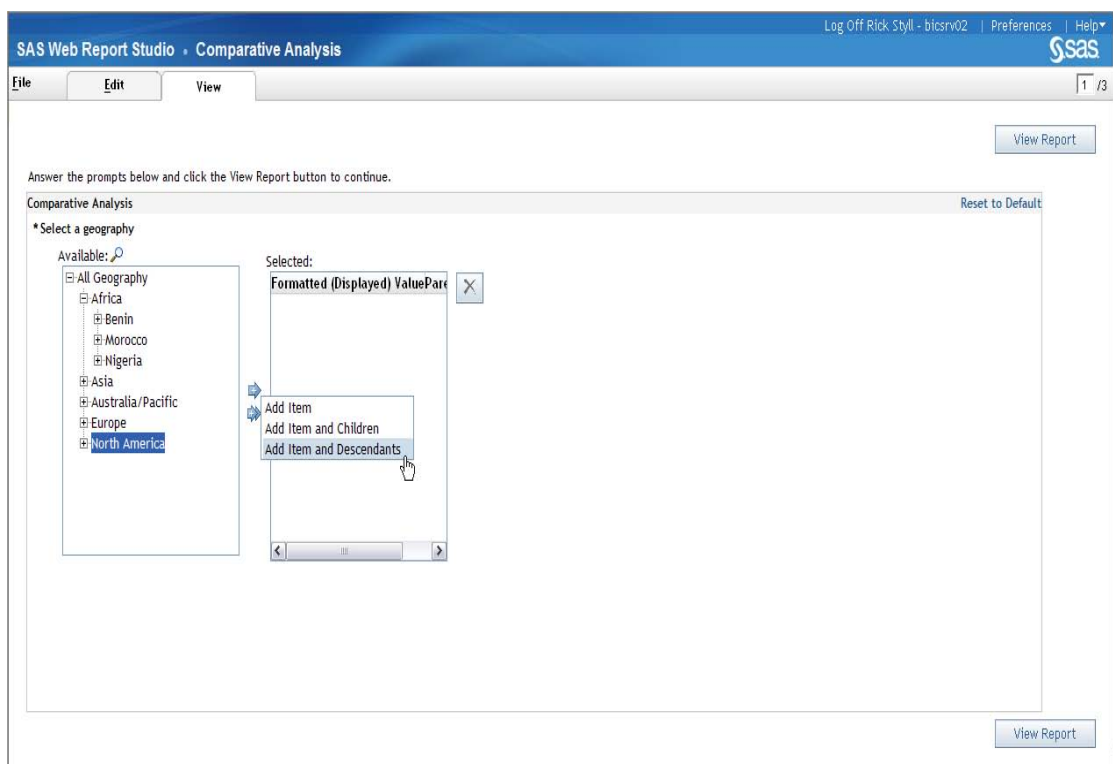 Log Off Rick Styll - bicsrv02 | Preferences | Help
SAS Web Report Studio • Comparative Analysis
sas
File Edit View 1 /3
View Report
Answer the prompts below and click the View Report button to continue.
Comparative Analysis Reset to Default
*Select a geography
Available:
Selected:
All Geography
Africa
Benin
Morocco
Nigeria
Asia
Australia/Pacific
Europe
North America
Formatted (Displayed) ValuePare
Add Item
Add Item and Children
Add Item and Descendants
View Report